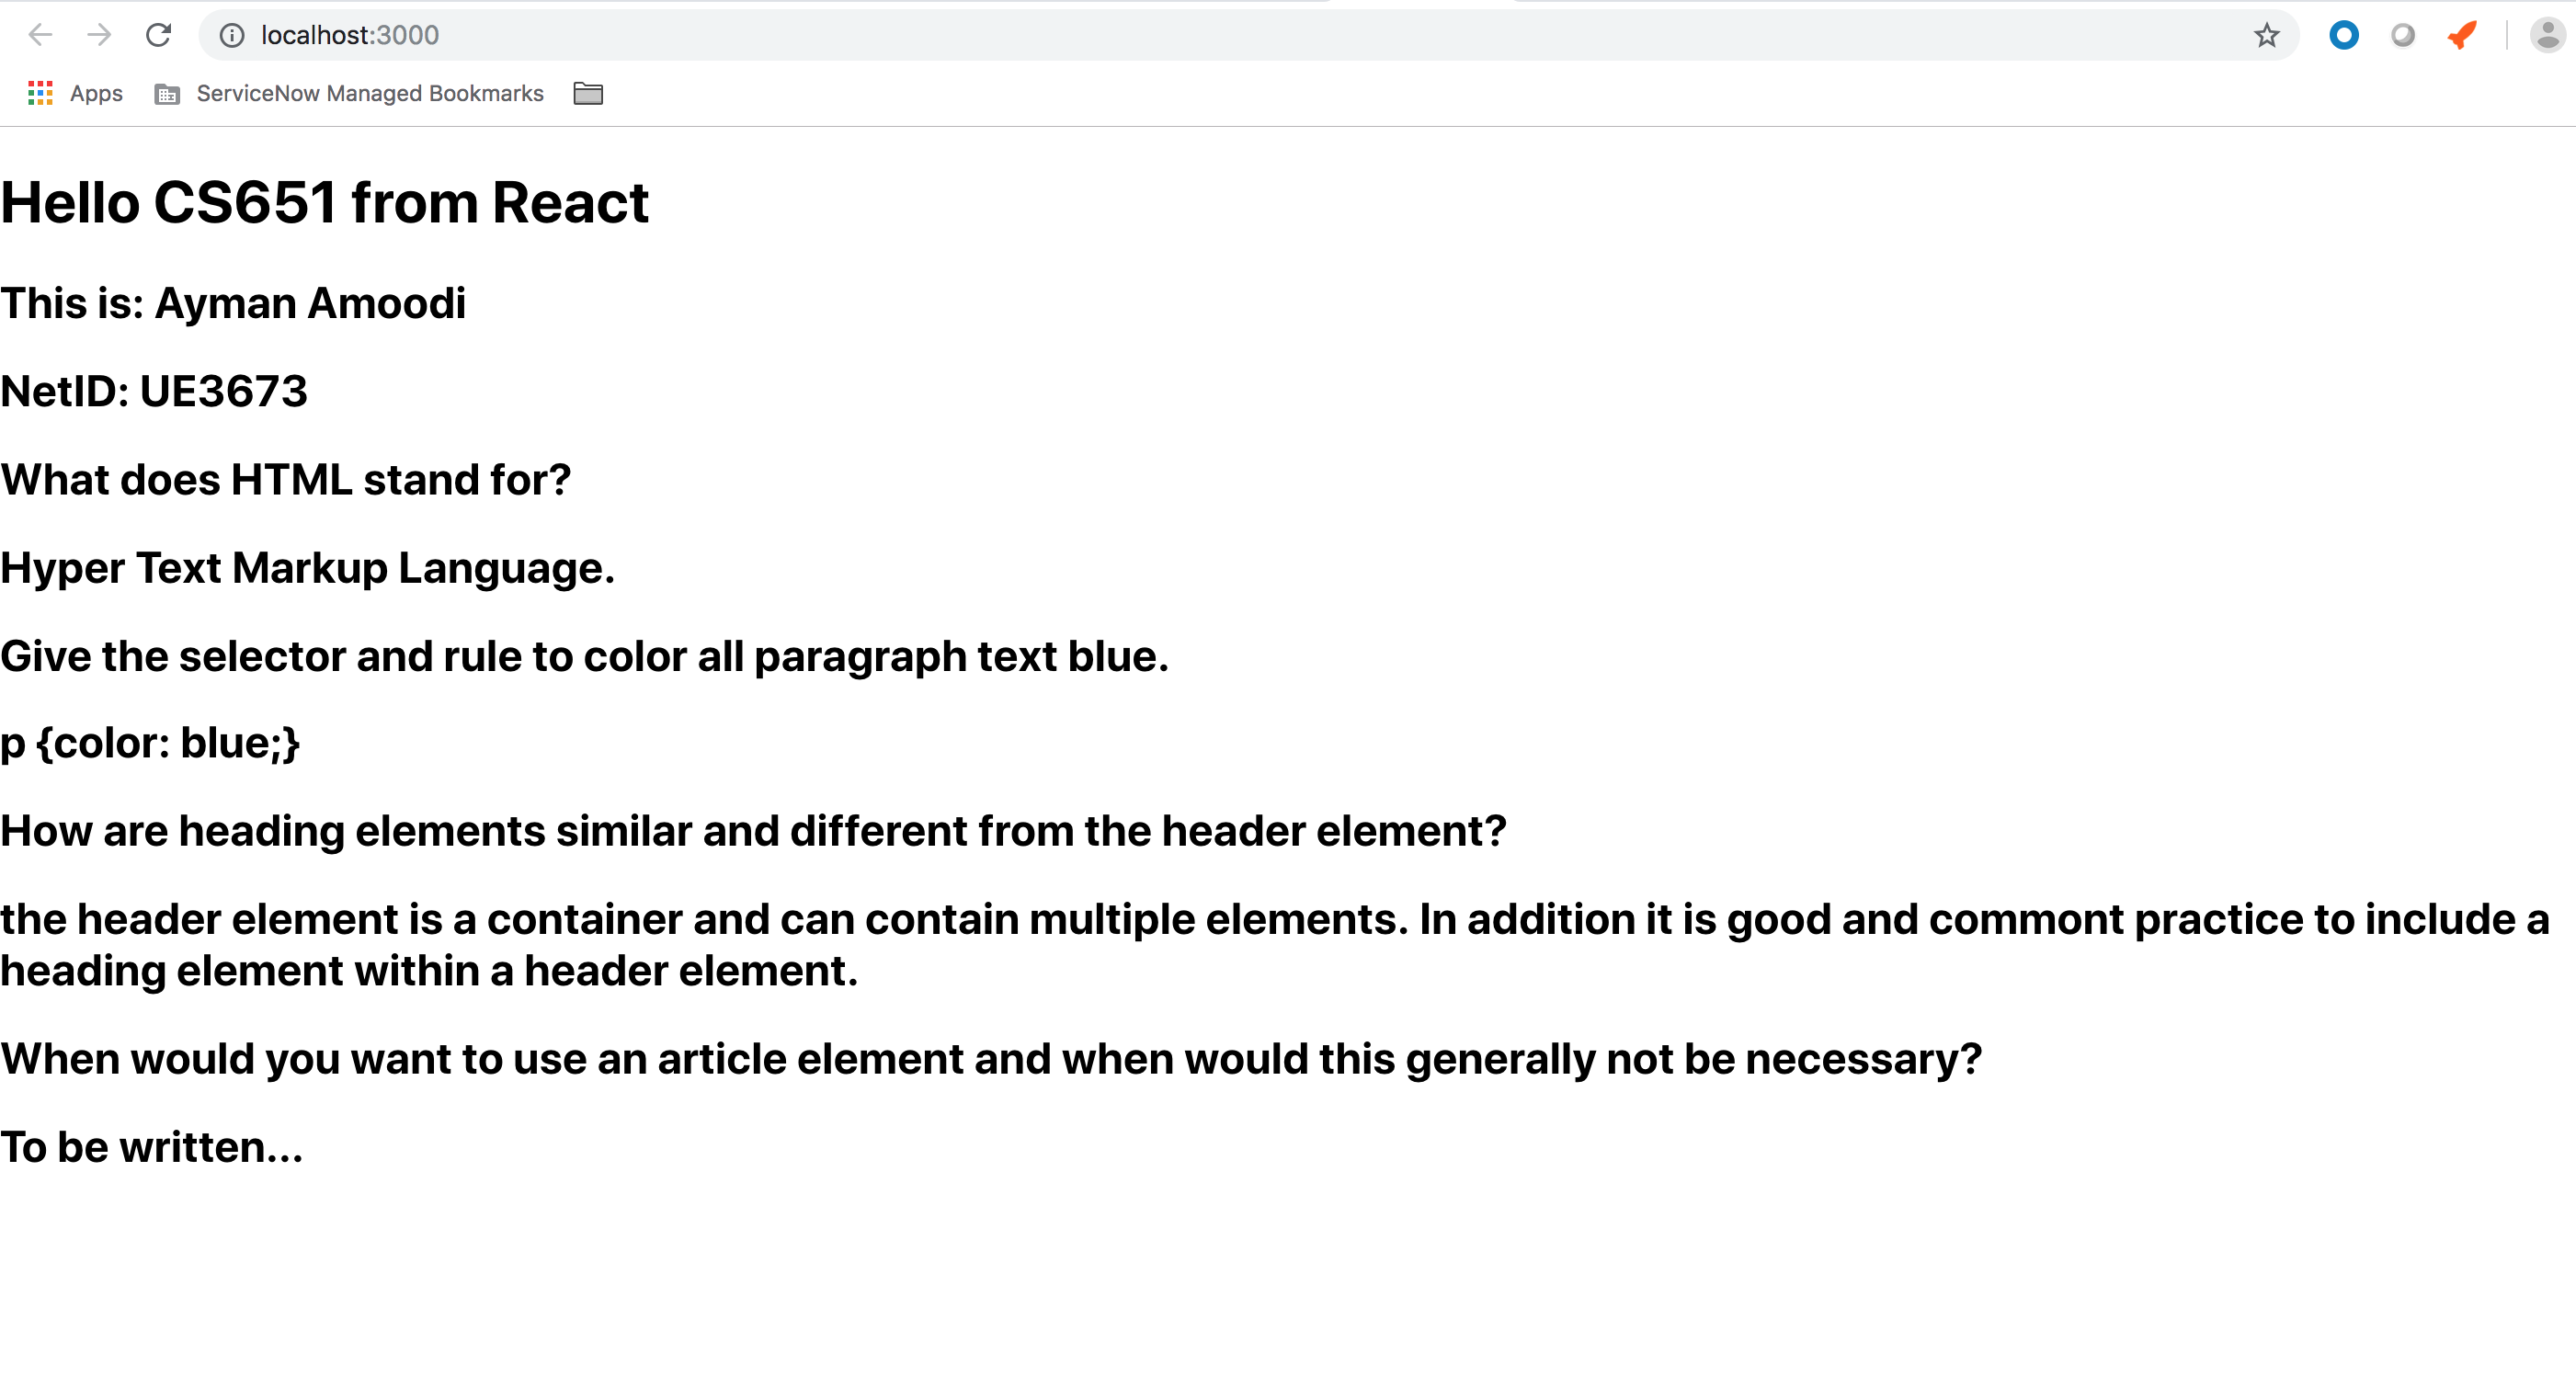 localhost:3000
Apps ServiceNow Managed Bookmarks
Hello CS651 from React
This is: Ayman Amoodi
NetID: UE3673
What does HTML stand for?
Hyper Text Markup Language.
Give the selector and rule to color all paragraph text blue.
p {color: blue;}
How are heading elements similar and different from the header element?
the header element is a container and can contain multiple elements. In addition it is good and commont practice to include a
heading element within a header element.
When would you want to use an article element and when would this generally not be necessary?
To be written...